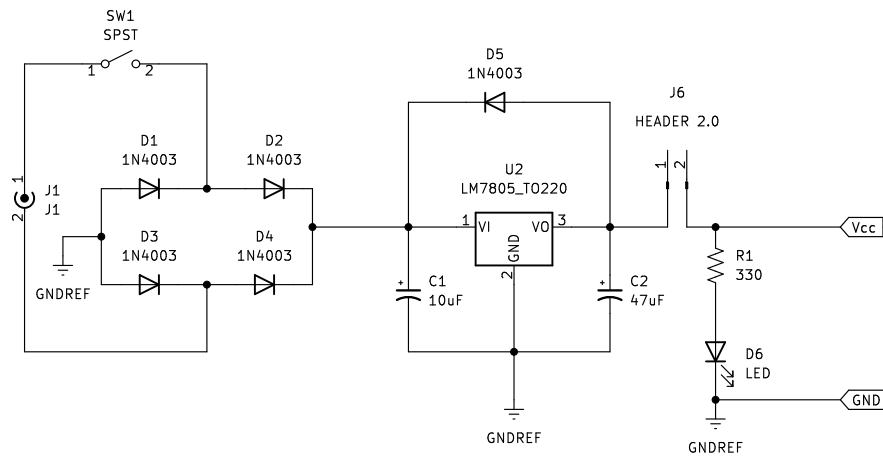 SW1
SPST
1 2
D5
1N4003
J6
HEADER 2.0
1 2
D1
1N4003
D2
1N4003
U2
LM7805_TO220
1
2
J1
J1
1 VI VO 3
GND
2
Vcc
D3
1N4003
D4
1N4003
GNDREF
+ C1
10uF
+ C2
47uF
R1
330
D6
LED
GND
GNDREF
GNDREF